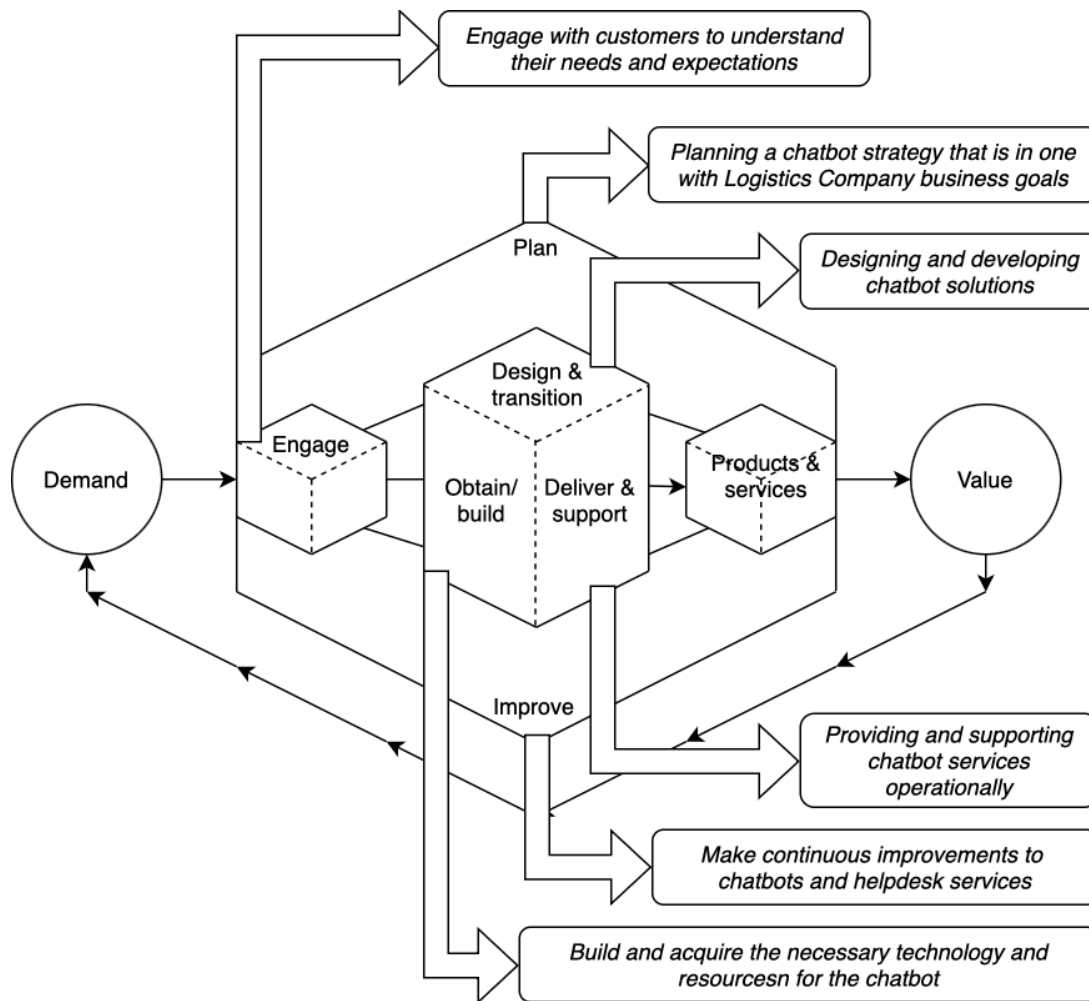 Engage with customers to understand
their needs and expectations
Planning a chatbot strategy that is in one
with Logistics Company business goals
Plan
Designing and developing
chatbot solutions
Design &
transition
Engage
Demand
Obtain/
build
Deliver &
support
Products &
services
Value
Improve
Providing and supporting
chatbot services
operationally
Make continuous improvements to
chatbots and helpdesk services
Build and acquire the necessary technology and
resourcesn for the chatbot